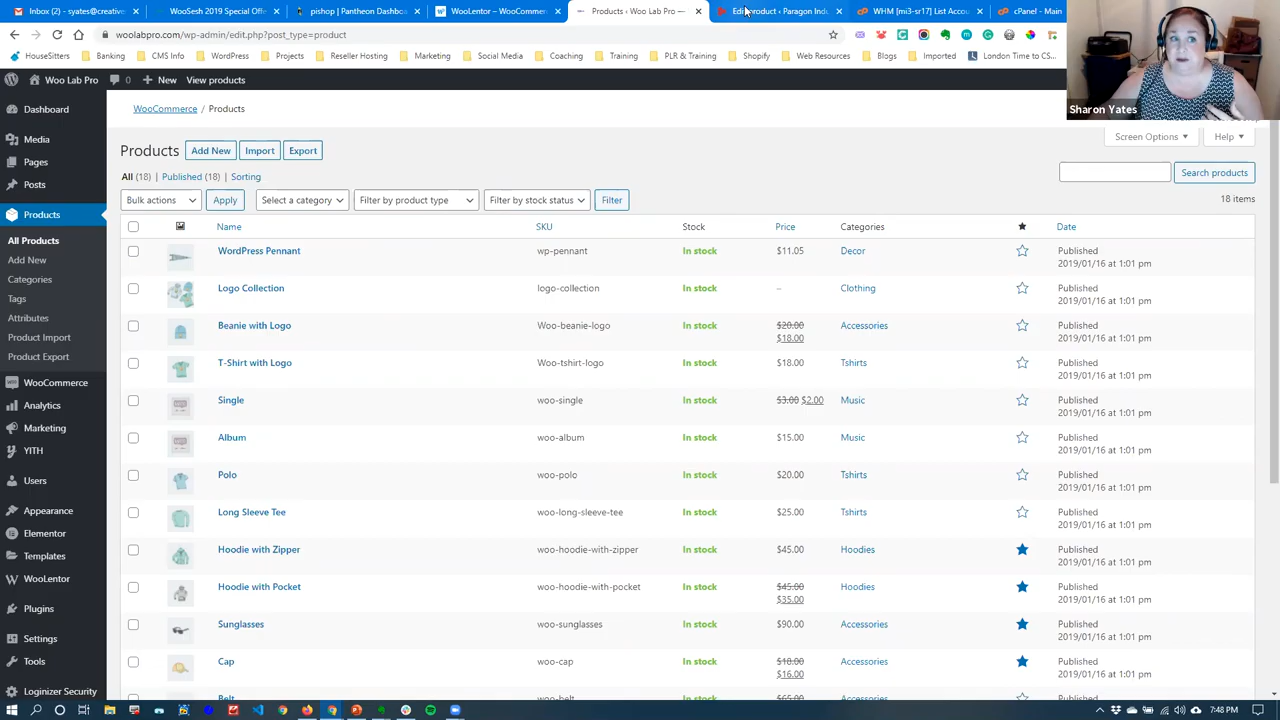 Inbox (2) - syates@creative
WooSesh 2019 Special Off
pishop | Pantheon Dashboa
WooLentor – WooCommerc
Products ‹ Woo Lab Pro —
product ‹ Paragon Indu
WHM [mi3-sr17] List Accou
cPanel - Main
woolabpro.com/wp-admin/edit.php?post_type=product
HouseSitters
Banking
CMS Info
WordPress
Projects
Reseller Hosting
Marketing
Social Media
Coaching
Training
PLR & Training
Shopify
Web Resources
Blogs
Imported
London Time to CS...
Sharon Yates
Woo Lab Pro
0
New
View products
WooCommerce / Products
Screen Options
Help
Products
Add New
Import
Export
All (18) | Published (18) | Sorting
Search products
Bulk actions
Apply
Select a category
Filter by product type
Filter by stock status
Filter
18 items
Dashboard
Media
Pages
Posts
Products
All Products
Add New
Categories
Tags
Attributes
Product Import
Product Export
WooCommerce
Analytics
Marketing
YITH
Users
Appearance
Elementor
Templates
WooLentor
Plugins
Settings
Tools
Loginizer Security
Name SKU Stock Price Categories Date
WordPress Pennant wp-pennant In stock $11.05 Decor Published
2019/01/16 at 1:01 pm
Logo Collection logo-collection In stock – Clothing Published
2019/01/16 at 1:01 pm
Beanie with Logo Woo-beanie-logo In stock $20.00 Accessories Published
$18.00 2019/01/16 at 1:01 pm
T-Shirt with Logo Woo-tshirt-logo In stock $18.00 Tshirts Published
2019/01/16 at 1:01 pm
Single woo-single In stock $3.00 $2.00 Music Published
2019/01/16 at 1:01 pm
Album woo-album In stock $15.00 Music Published
2019/01/16 at 1:01 pm
Polo woo-polo In stock $20.00 Tshirts Published
2019/01/16 at 1:01 pm
Long Sleeve Tee woo-long-sleeve-tee In stock $25.00 Tshirts Published
2019/01/16 at 1:01 pm
Hoodie with Zipper woo-hoodie-with-zipper In stock $45.00 Hoodies Published
2019/01/16 at 1:01 pm
Hoodie with Pocket woo-hoodie-with-pocket In stock $45.00 Hoodies Published
$35.00 2019/01/16 at 1:01 pm
Sunglasses woo-sunglasses In stock $90.00 Accessories Published
2019/01/16 at 1:01 pm
Cap woo-cap In stock $18.00 Accessories Published
$16.00 2019/01/16 at 1:01 pm
Belt woo-belt In stock $65.00 Accessories Published
7:48 PM